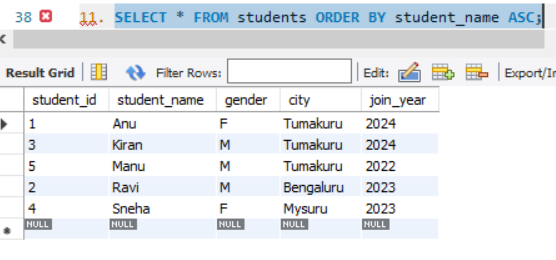 38 11. SELECT * FROM students ORDER BY student_name ASC;
Result Grid Filter Rows: Edit: Export/Im
student_id student_name gender city join_year
1 Anu F Tumakuru 2024
3 Kiran M Tumakuru 2024
5 Manu M Tumakuru 2022
2 Ravi M Bengaluru 2023
4 Sneha F Mysuru 2023
NULL NULL NULL NULL NULL